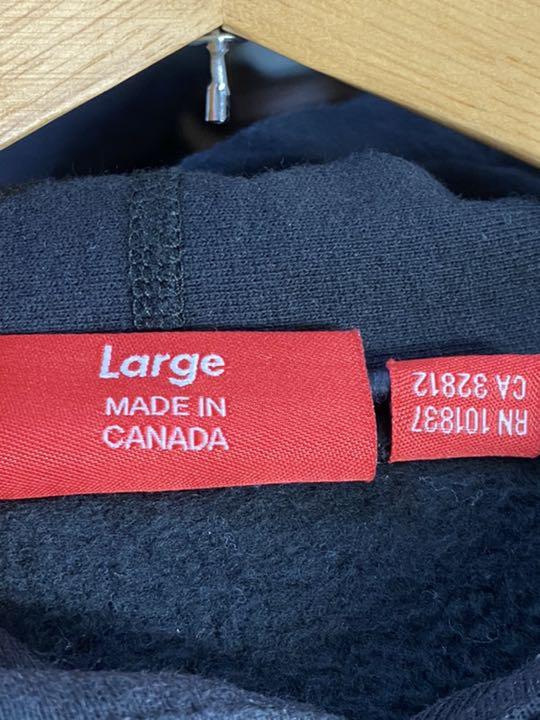 Large
MADE IN
CANADA
RN 101837
CA 32812